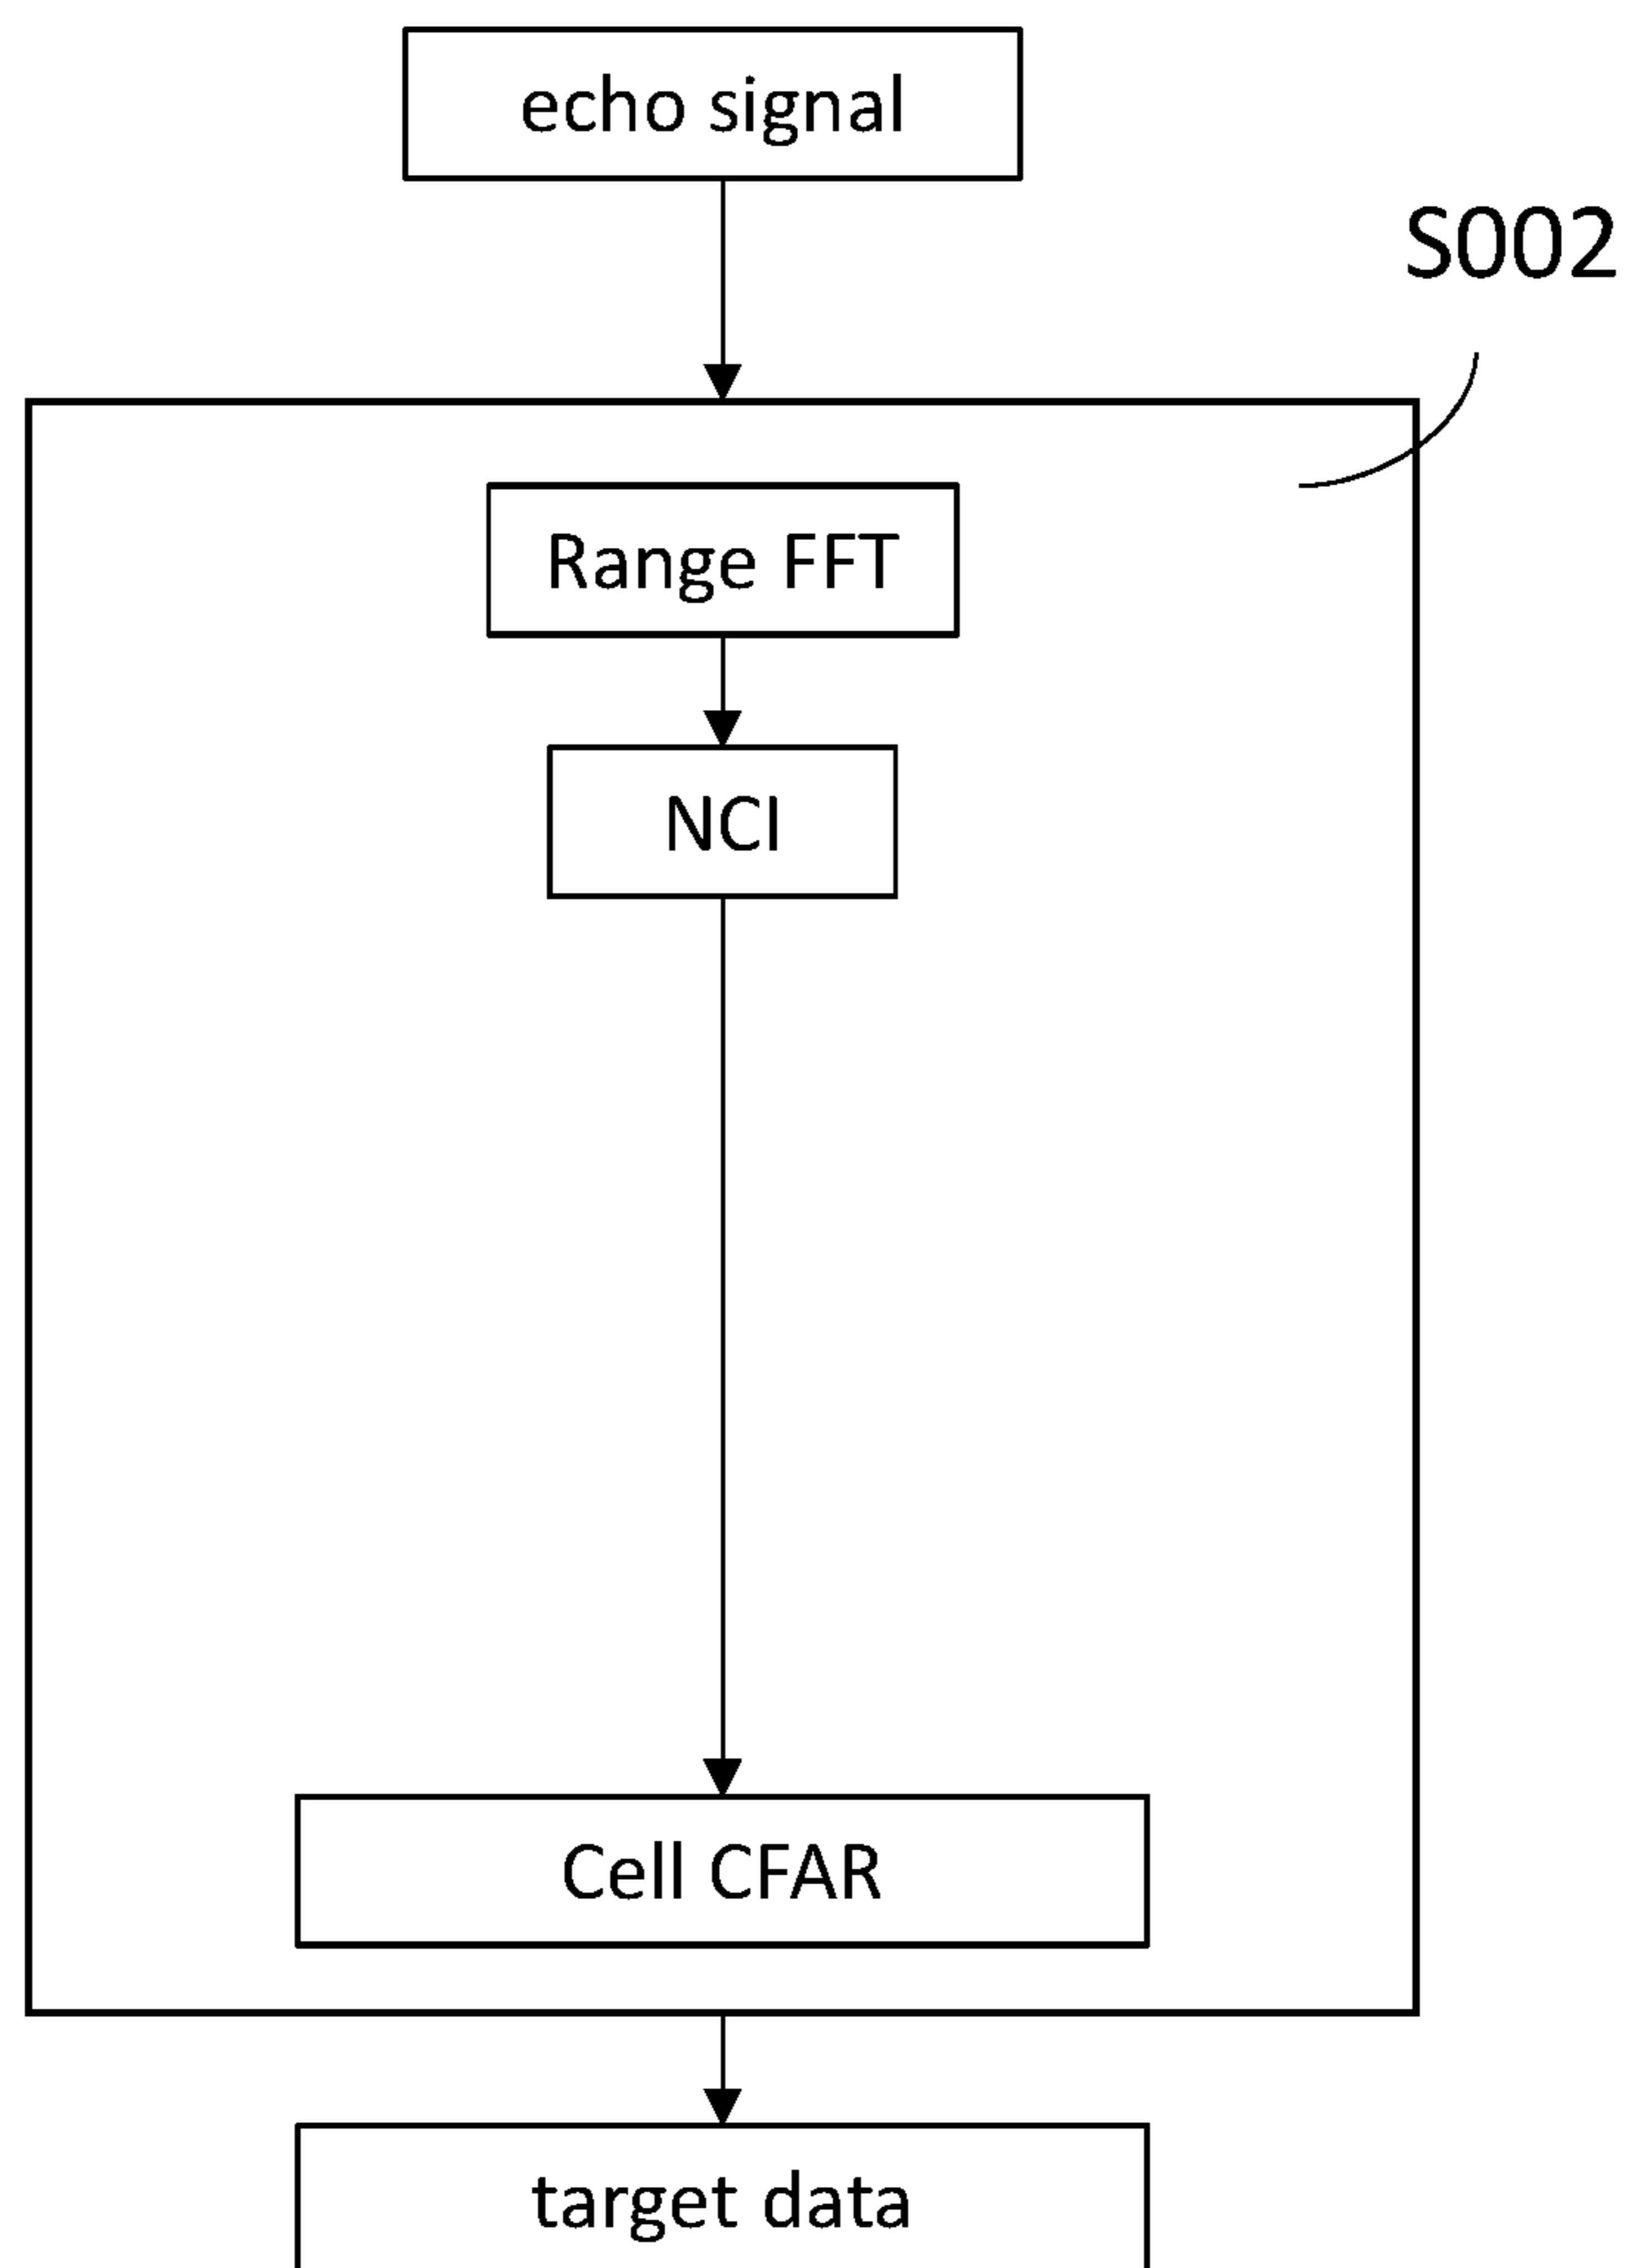 echo signal
S002
Range FFT
NCI
Cell CFAR
target data